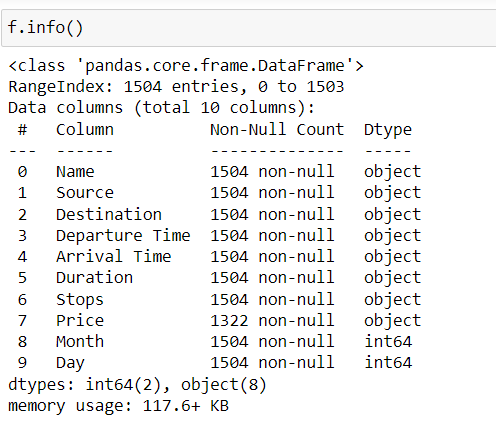 f.info()
<class 'pandas.core.frame.DataFrame'>
RangeIndex: 1504 entries, 0 to 1503
Data columns (total 10 columns):
 #   Column          Non-Null Count  Dtype
---  ------          --------------  -----
 0   Name            1504 non-null   object
 1   Source          1504 non-null   object
 2   Destination     1504 non-null   object
 3   Departure Time  1504 non-null   object
 4   Arrival Time    1504 non-null   object
 5   Duration        1504 non-null   object
 6   Stops           1504 non-null   object
 7   Price           1322 non-null   object
 8   Month           1504 non-null   int64
 9   Day             1504 non-null   int64
dtypes: int64(2), object(8)
memory usage: 117.6+ KB